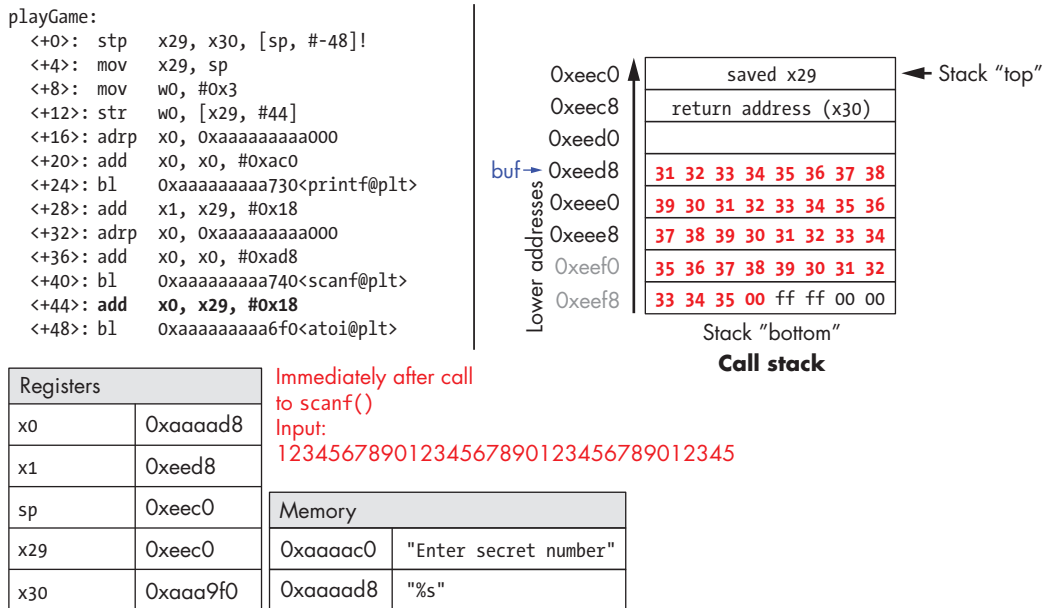 playGame:
<+0>: stp x29, x30, [sp, #-48]!
<+4>: mov x29, sp
<+8>: mov w0, #0x3
<+12>: str w0, [x29, #44]
<+16>: adrp x0, 0xaaaaaaaaa000
<+20>: add x0, x0, #0xac0
<+24>: bl 0xaaaaaaaaa730<printf@plt>
<+28>: add x1, x29, #0x18
<+32>: adrp x0, 0xaaaaaaaaa000
<+36>: add x0, x0, #0xad8
<+40>: bl 0xaaaaaaaaa740<scanf@plt>
<+44>: add x0, x29, #0x18
<+48>: bl 0xaaaaaaaaa6f0<atoi@plt>
0xeec0 saved x29 Stack “top”
0xeec8 return address (x30)
0xeed0
buf 0xeed8 31 32 33 34 35 36 37 38
0xeee0 39 30 31 32 33 34 35 36
0xeee8 37 38 39 30 31 32 33 34
0xeef0 35 36 37 38 39 30 31 32
0xeef8 33 34 35 00 ff ff 00 00
Lower addresses
Stack “bottom”
Call stack
Registers
x0 0xaaaad8
x1 0xeed8
sp 0xeec0
x29 0xeec0
x30 0xaaa9f0
Immediately after call
to scanf()
Input:
12345678901234567890123456789012345
Memory
0xaaaac0 "Enter secret number"
0xaaaad8 "%s"